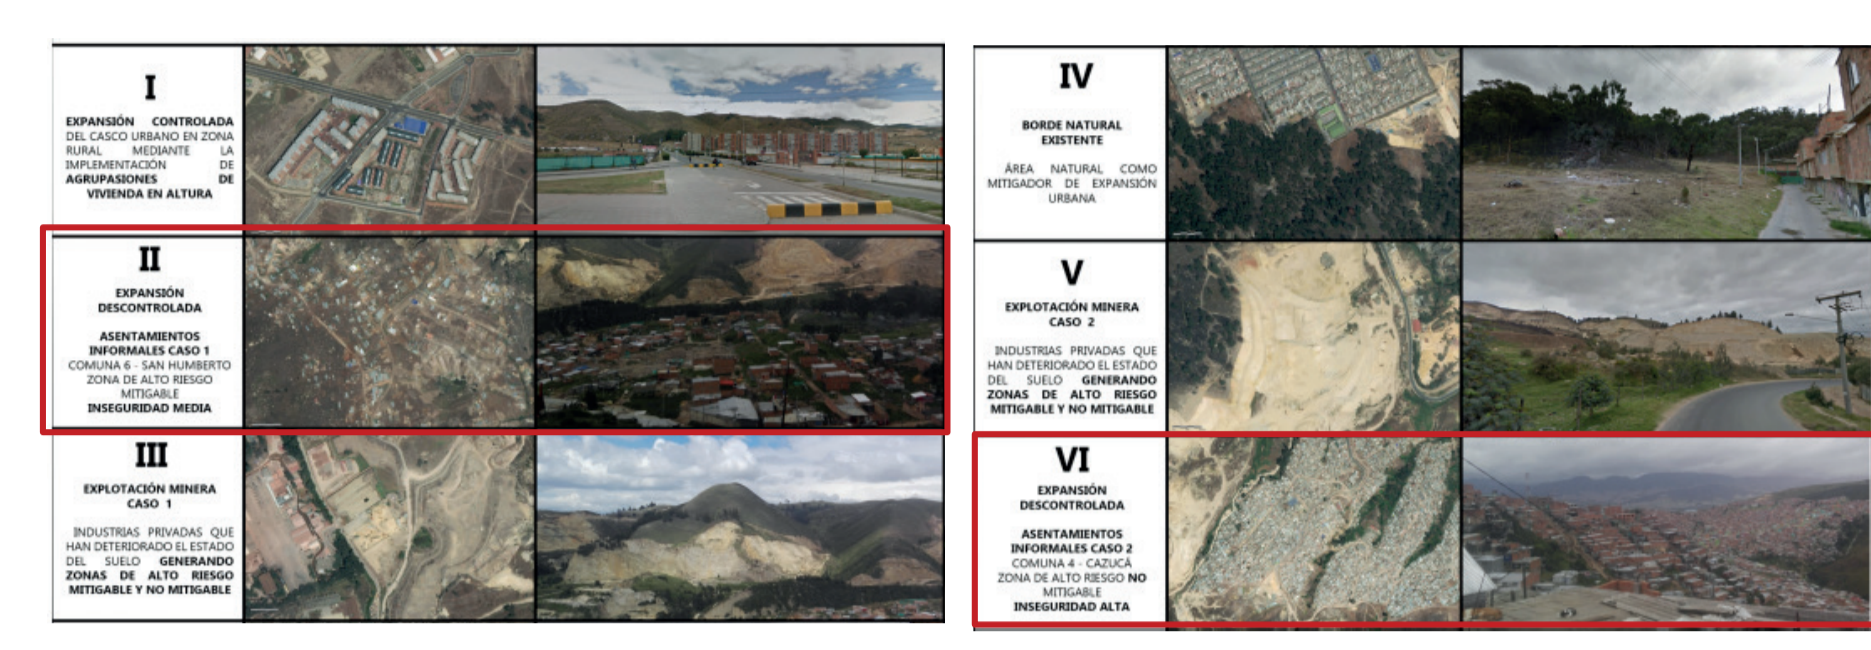 I
EXPANSIÓN CONTROLADA
DEL CASCO URBANO EN ZONA
RURAL MEDIANTE LA
IMPLEMENTACIÓN DE
AGRUPASIONES DE
VIVIENDA EN ALTURA
II
EXPANSIÓN
DESCONTROLADA
ASENTAMIENTOS
INFORMALES CASO 1
COMUNA 6 - SAN HUMBERTO
ZONA DE ALTO RIESGO
MITIGABLE
INSEGURIDAD MEDIA
III
EXPLOTACIÓN MINERA
CASO 1
INDUSTRIAS PRIVADAS QUE
HAN DETERIORADO EL ESTADO
DEL SUELO GENERANDO
ZONAS DE ALTO RIESGO
MITIGABLE Y NO MITIGABLE
IV
BORDE NATURAL
EXISTENTE
ÁREA NATURAL COMO
MITIGADOR DE EXPANSIÓN
URBANA
V
EXPLOTACIÓN MINERA
CASO 2
INDUSTRIAS PRIVADAS QUE
HAN DETERIORADO EL ESTADO
DEL SUELO GENERANDO
ZONAS DE ALTO RIESGO
MITIGABLE Y NO MITIGABLE
VI
EXPANSIÓN
DESCONTROLADA
ASENTAMIENTOS
INFORMALES CASO 2
COMUNA 4 - CAZUCÁ
ZONA DE ALTO RIESGO NO
MITIGABLE
INSEGURIDAD ALTA